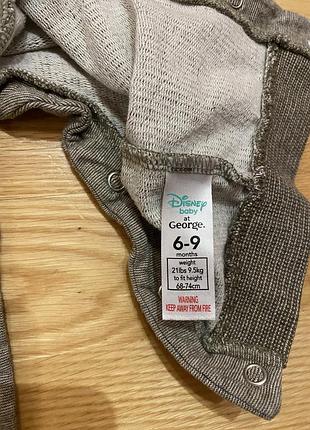 Disney
baby
at
George.
6-9
months
weight
21lbs 9.5kg
to fit height
68-74cm
WARNING
KEEP AWAY FROM FIRE